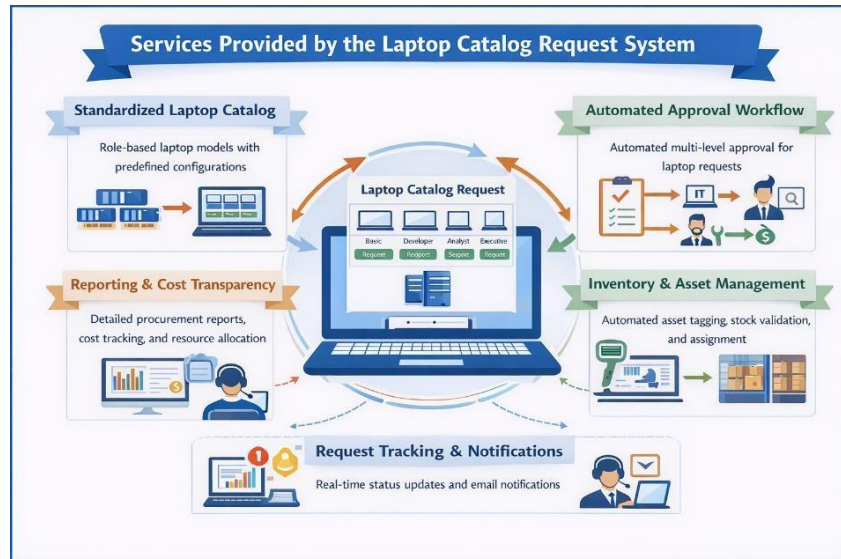 Services Provided by the Laptop Catalog Request System
Standardized Laptop Catalog
Role-based laptop models with
predefined configurations
Automated Approval Workflow
Automated multi-level approval for
laptop requests
IT
Laptop Catalog Request
Basic
Developer
Analyst
Executive
Request
Request
Reporting & Cost Transparency
Detailed procurement reports,
cost tracking, and resource allocation
$
Inventory & Asset Management
Automated asset tagging, stock validation,
and assignment
$
Request Tracking & Notifications
1
Real-time status updates and email notifications